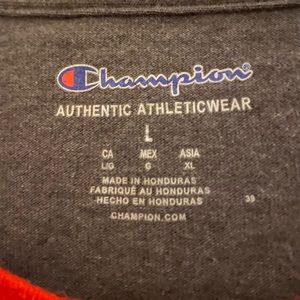 Champion
AUTHENTIC ATHLETICWEAR
L
CA MEX ASIA
L/G G XL
MADE IN HONDURAS
FABRIQUÉ AU HONDURAS
HECHO EN HONDURAS
39
CHAMPION.COM